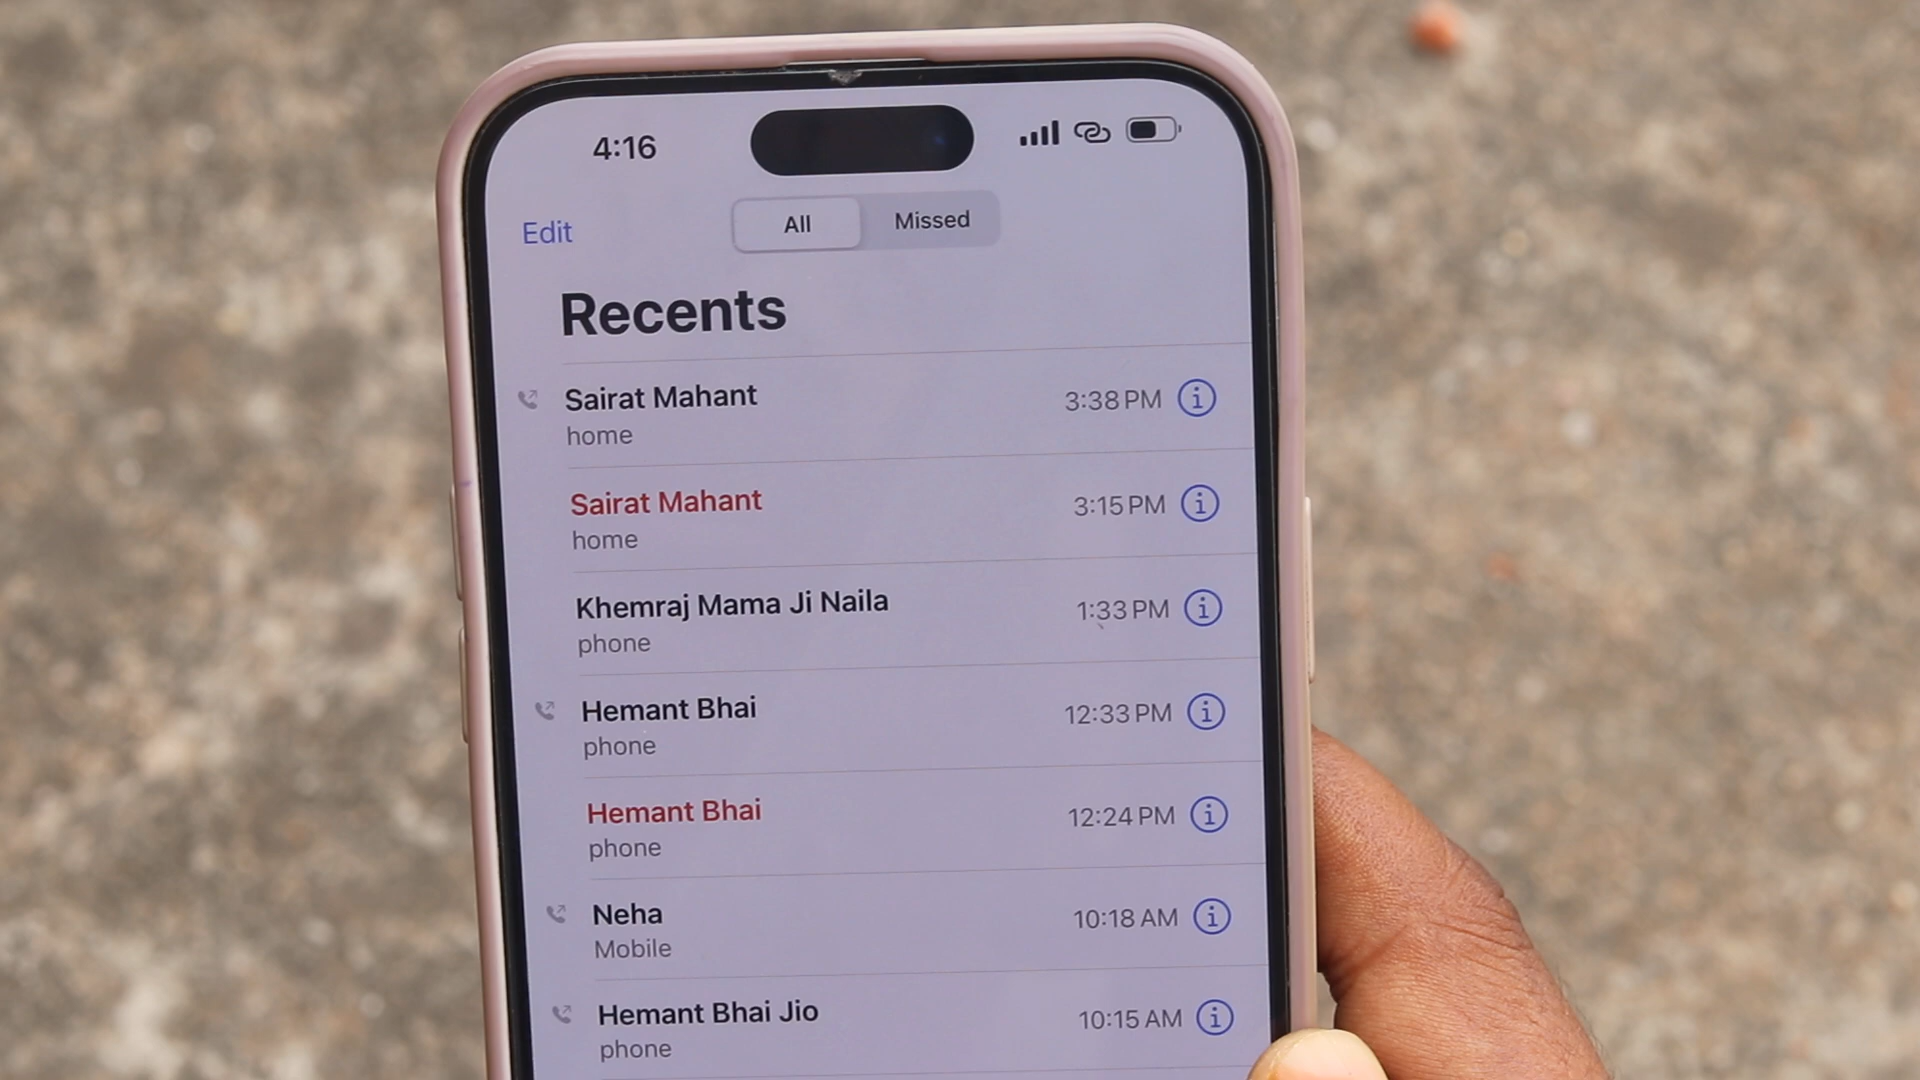 4:16
Edit
All Missed
Recents
Sairat Mahant 3:38 PM
home
Sairat Mahant 3:15 PM
home
Khemraj Mama Ji Naila 1:33 PM
phone
Hemant Bhai 12:33 PM
phone
Hemant Bhai 12:24 PM
phone
Neha 10:18 AM
Mobile
Hemant Bhai Jio 10:15 AM
phone